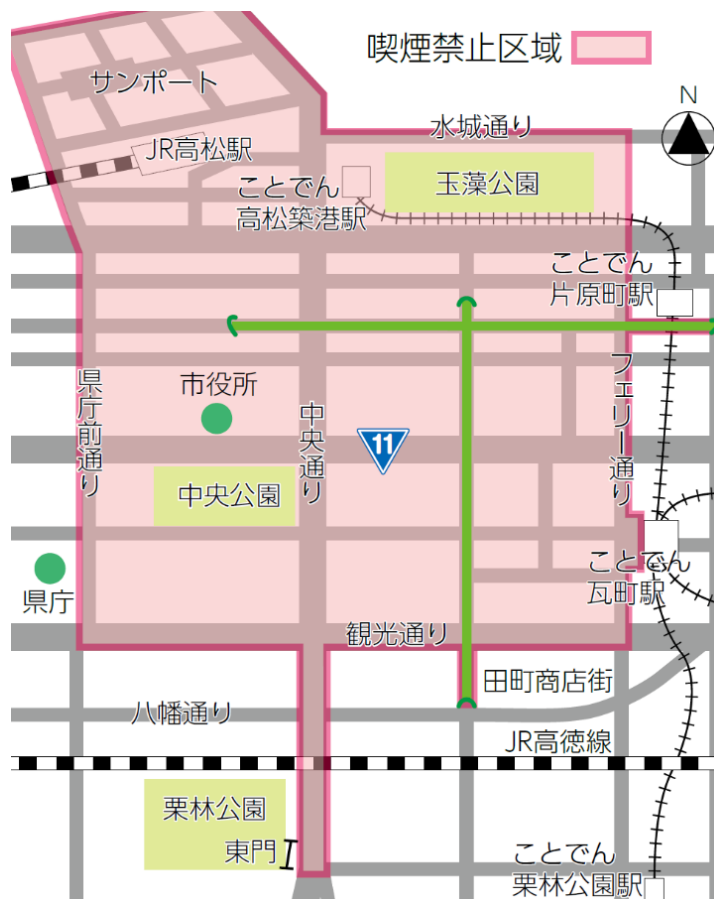 喫煙禁止区域
サンポート
N
水城通り
JR高松駅
ことでん
高松築港駅
玉藻公園
ことでん
片原町駅
県庁前通り
市役所
中央通り
11
フェリー通り
中央公園
県庁
ことでん
瓦町駅
観光通り
田町商店街
八幡通り
JR高徳線
栗林公園
東門
ことでん
栗林公園駅